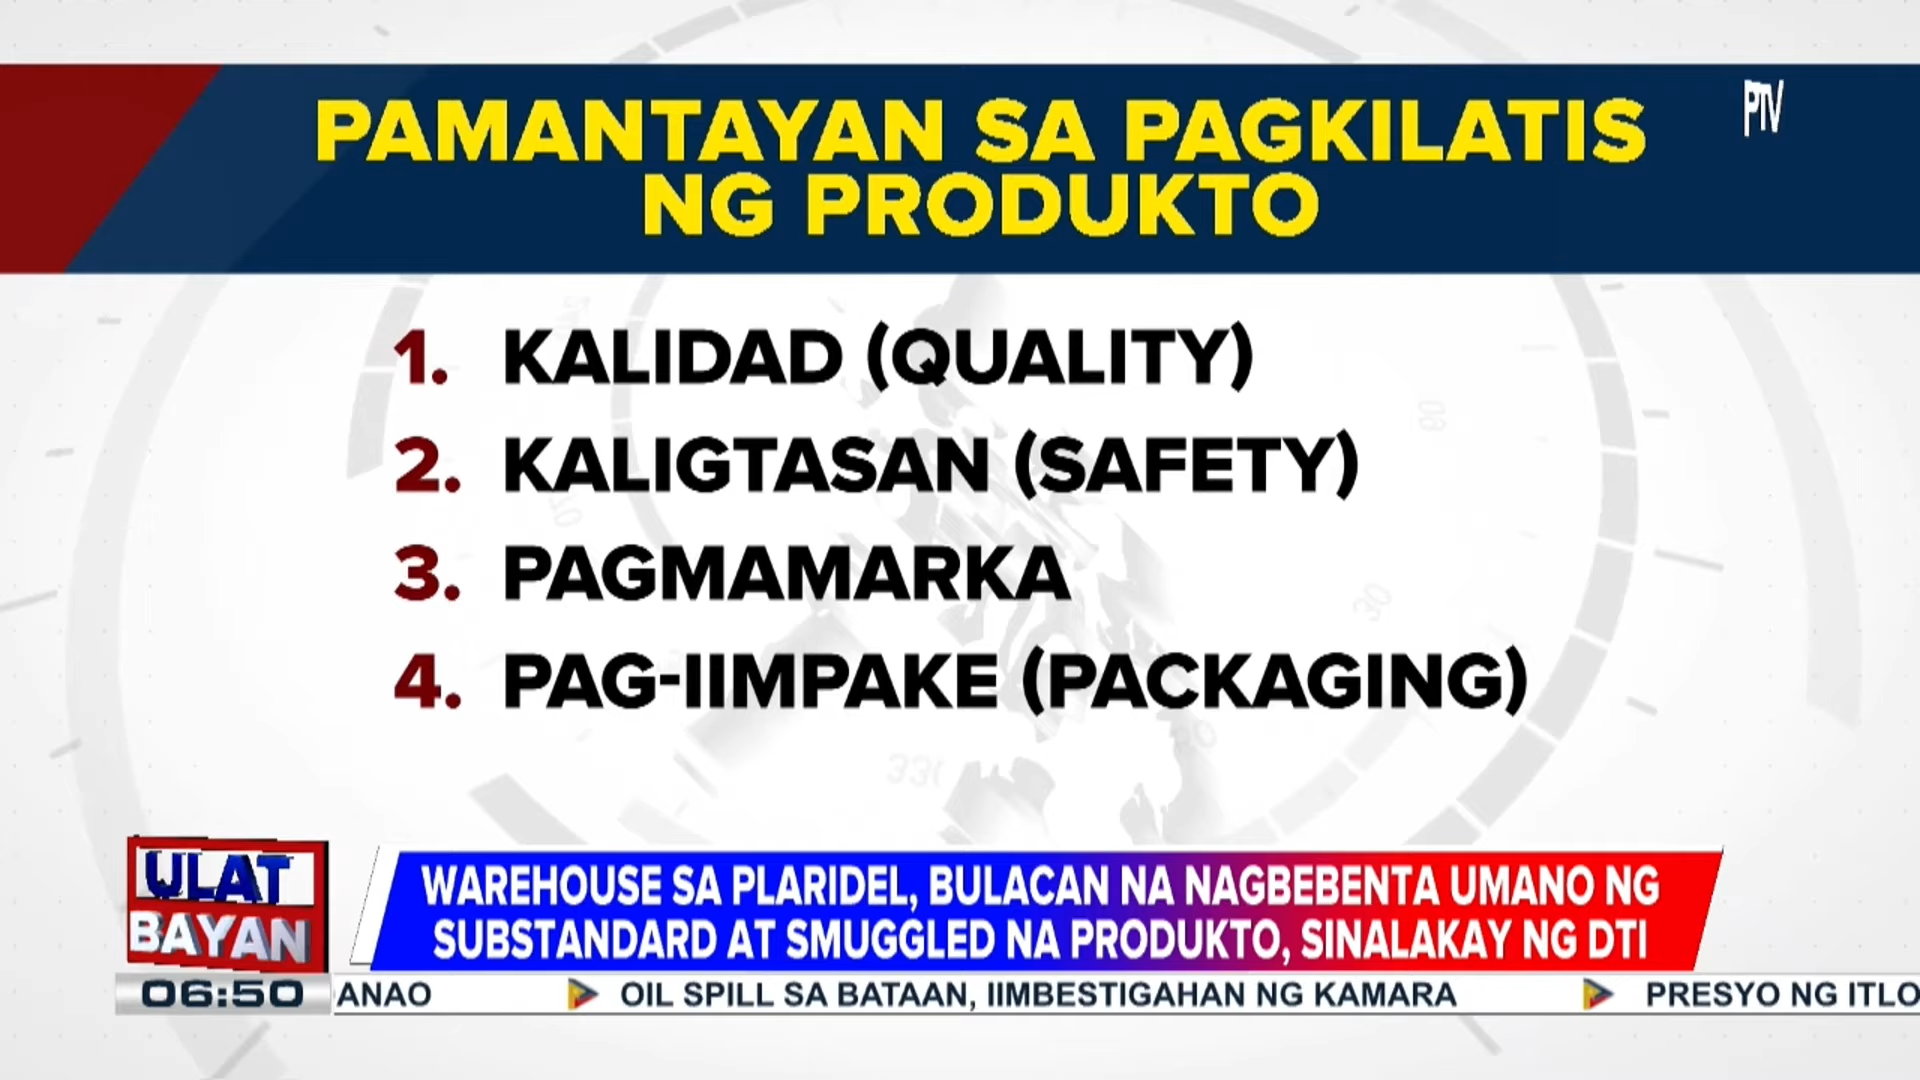 PAMANTAYAN SA PAGKILATIS
NG PRODUKTO
PTV
1. KALIDAD (QUALITY)
2. KALIGTASAN (SAFETY)
3. PAGMAMARKA
4. PAG-IIMPAKE (PACKAGING)
ULAT
BAYAN
WAREHOUSE SA PLARIDEL, BULACAN NA NAGBEBENTA UMANO NG
SUBSTANDARD AT SMUGGLED NA PRODUKTO, SINALAKAY NG DTI
06:50
ANAO OIL SPILL SA BATAAN, IIMBESTIGAHAN NG KAMARA PRESYO NG ITLO